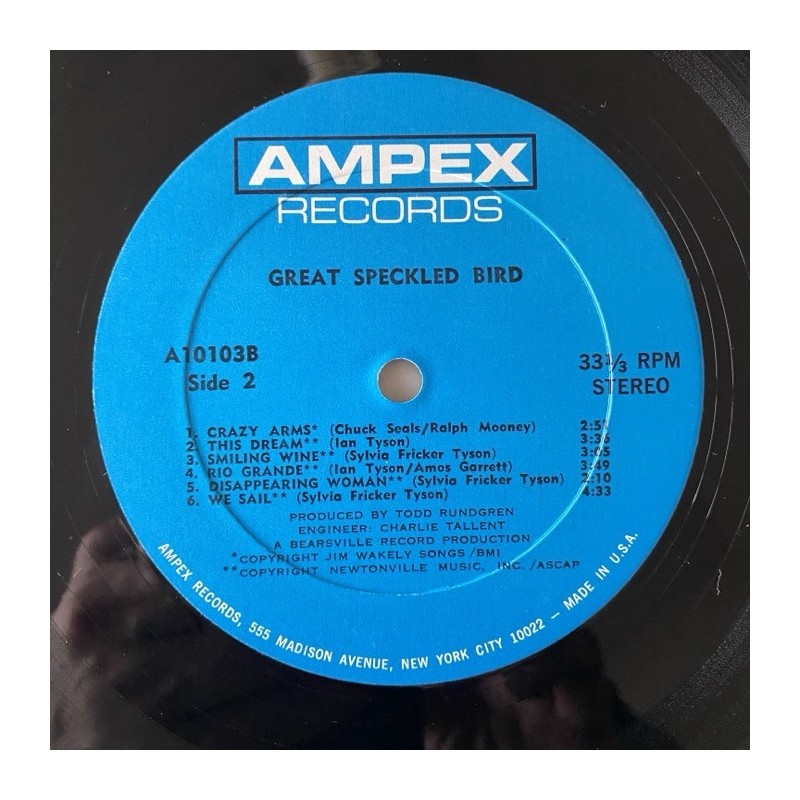 AMPEX
RECORDS
GREAT SPECKLED BIRD
A10103B
Side 2
33⅓ RPM
STEREO
1. CRAZY ARMS* (Chuck Seals/Ralph Mooney) 2:51
2. THIS DREAM** (Ian Tyson) 3:36
3. SMILING WINE** (Sylvia Fricker Tyson) 3:05
4. RIO GRANDE** (Ian Tyson/Amos Garrett) 3:49
5. DISAPPEARING WOMAN** (Sylvia Fricker Tyson) 2:10
6. WE SAIL** (Sylvia Fricker Tyson) 4:33
PRODUCED BY TODD RUNDGREN
ENGINEER: CHARLIE TALLENT
A BEARSVILLE RECORD PRODUCTION
*COPYRIGHT JIM WAKELY SONGS/BMI
**COPYRIGHT NEWTONVILLE MUSIC, INC./ASCAP
AMPEX RECORDS, 555 MADISON AVENUE, NEW YORK CITY 10022 — MADE IN U.S.A.